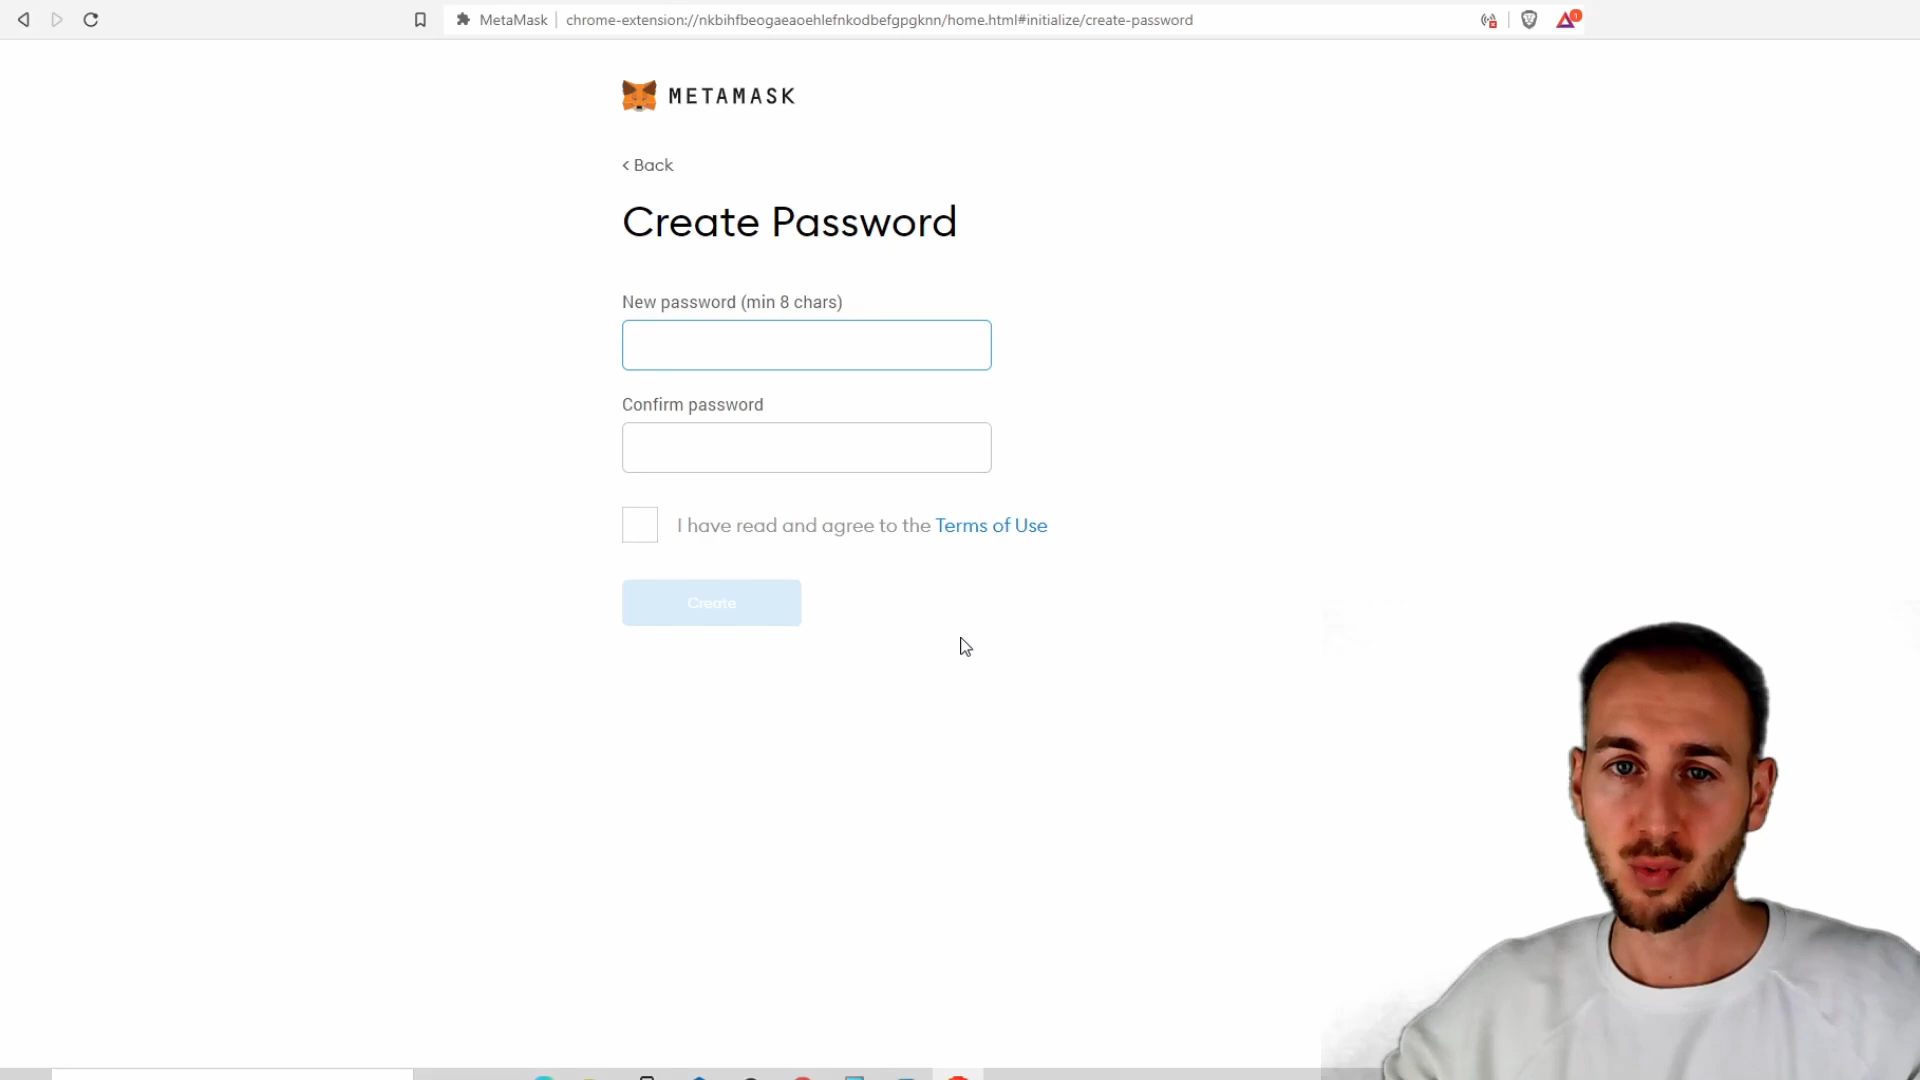 MetaMask chrome-extension://nkbihfbeogaeaoehlefnkodbefgpgknn/home.html#initialize/create-password
1
METAMASK
< Back
Create Password
New password (min 8 chars)
Confirm password
I have read and agree to the Terms of Use
Create